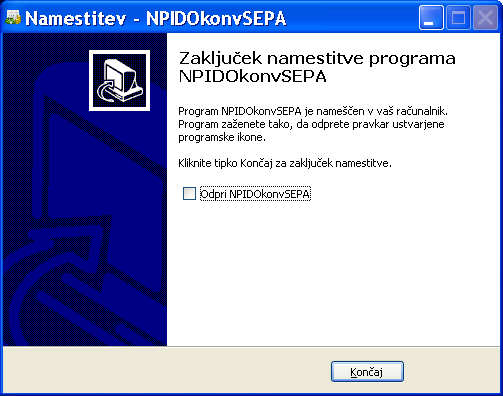 Namestitev - NPIDOkonvSEPA
Zaključek namestitve programa
NPIDOkonvSEPA
Program NPIDOkonvSEPA je nameščen v vaš računalnik.
Program zaženete tako, da odprete pravkar ustvarjene
programske ikone.
Kliknite tipko Končaj za zaključek namestitve.
Odpri NPIDOkonvSEPA
Končaj